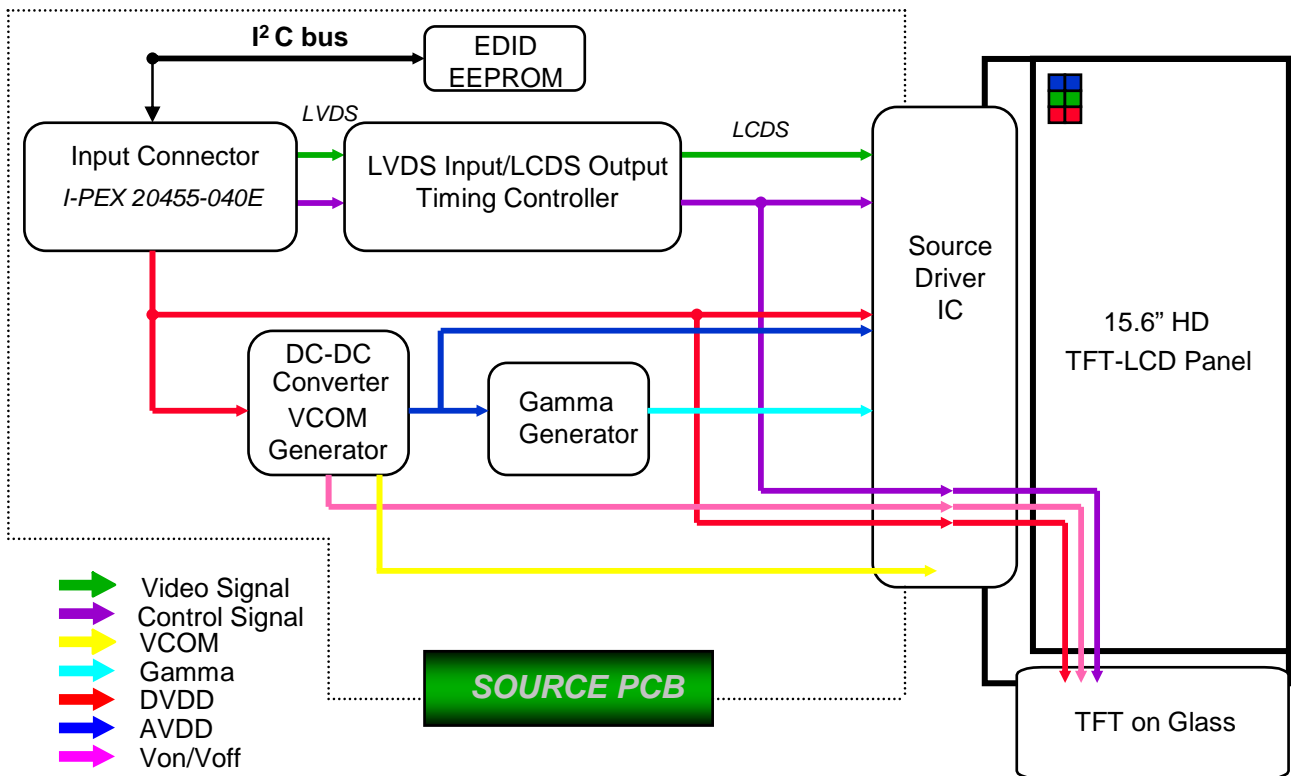 I² C bus
EDID
EEPROM
LVDS
LCDS
Input Connector
I-PEX 20455-040E
LVDS Input/LCDS Output
Timing Controller
Source
Driver
IC
15.6” HD
TFT-LCD Panel
DC-DC
Converter
VCOM
Generator
Gamma
Generator
Video Signal
Control Signal
VCOM
Gamma
DVDD
AVDD
Von/Voff
SOURCE PCB
TFT on Glass